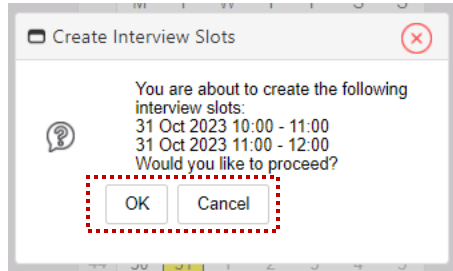 Create Interview Slots
You are about to create the following
interview slots:
31 Oct 2023 10:00 - 11:00
31 Oct 2023 11:00 - 12:00
Would you like to proceed?
OK Cancel